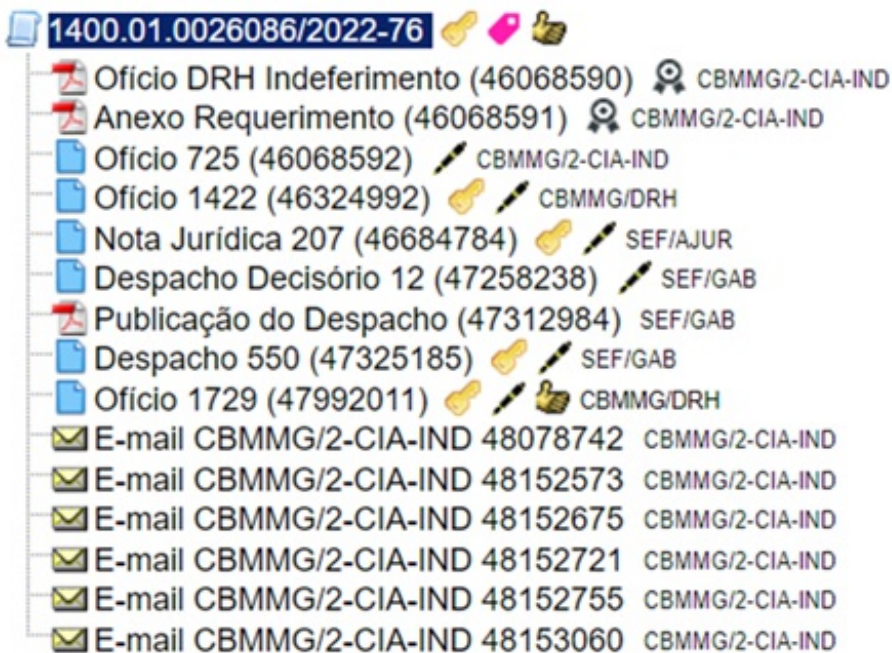 1400.01.0026086/2022-76
Ofício DRH Indeferimento (46068590) CBMMG/2-CIA-IND
Anexo Requerimento (46068591) CBMMG/2-CIA-IND
Ofício 725 (46068592) CBMMG/2-CIA-IND
Ofício 1422 (46324992) CBMMG/DRH
Nota Jurídica 207 (46684784) SEF/AJUR
Despacho Decisório 12 (47258238) SEF/GAB
Publicação do Despacho (47312984) SEF/GAB
Despacho 550 (47325185) SEF/GAB
Ofício 1729 (47992011) CBMMG/DRH
E-mail CBMMG/2-CIA-IND 48078742 CBMMG/2-CIA-IND
E-mail CBMMG/2-CIA-IND 48152573 CBMMG/2-CIA-IND
E-mail CBMMG/2-CIA-IND 48152675 CBMMG/2-CIA-IND
E-mail CBMMG/2-CIA-IND 48152721 CBMMG/2-CIA-IND
E-mail CBMMG/2-CIA-IND 48152755 CBMMG/2-CIA-IND
E-mail CBMMG/2-CIA-IND 48153060 CBMMG/2-CIA-IND